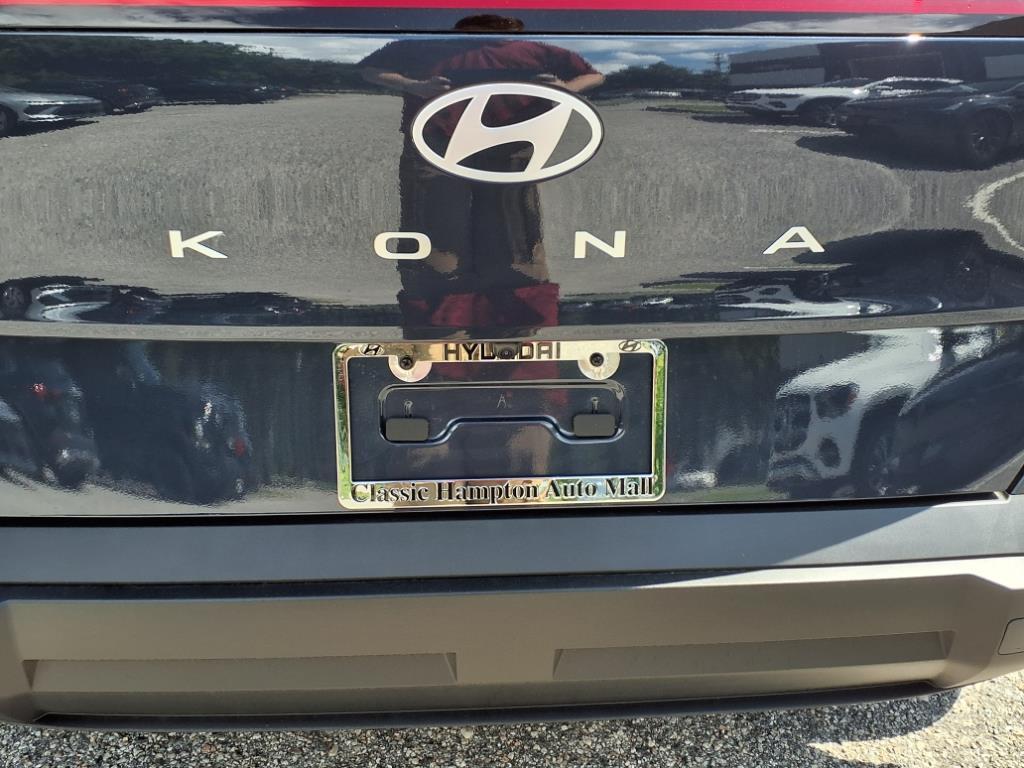 KONA
HYUNDAI
Classic Hampton Auto Mall